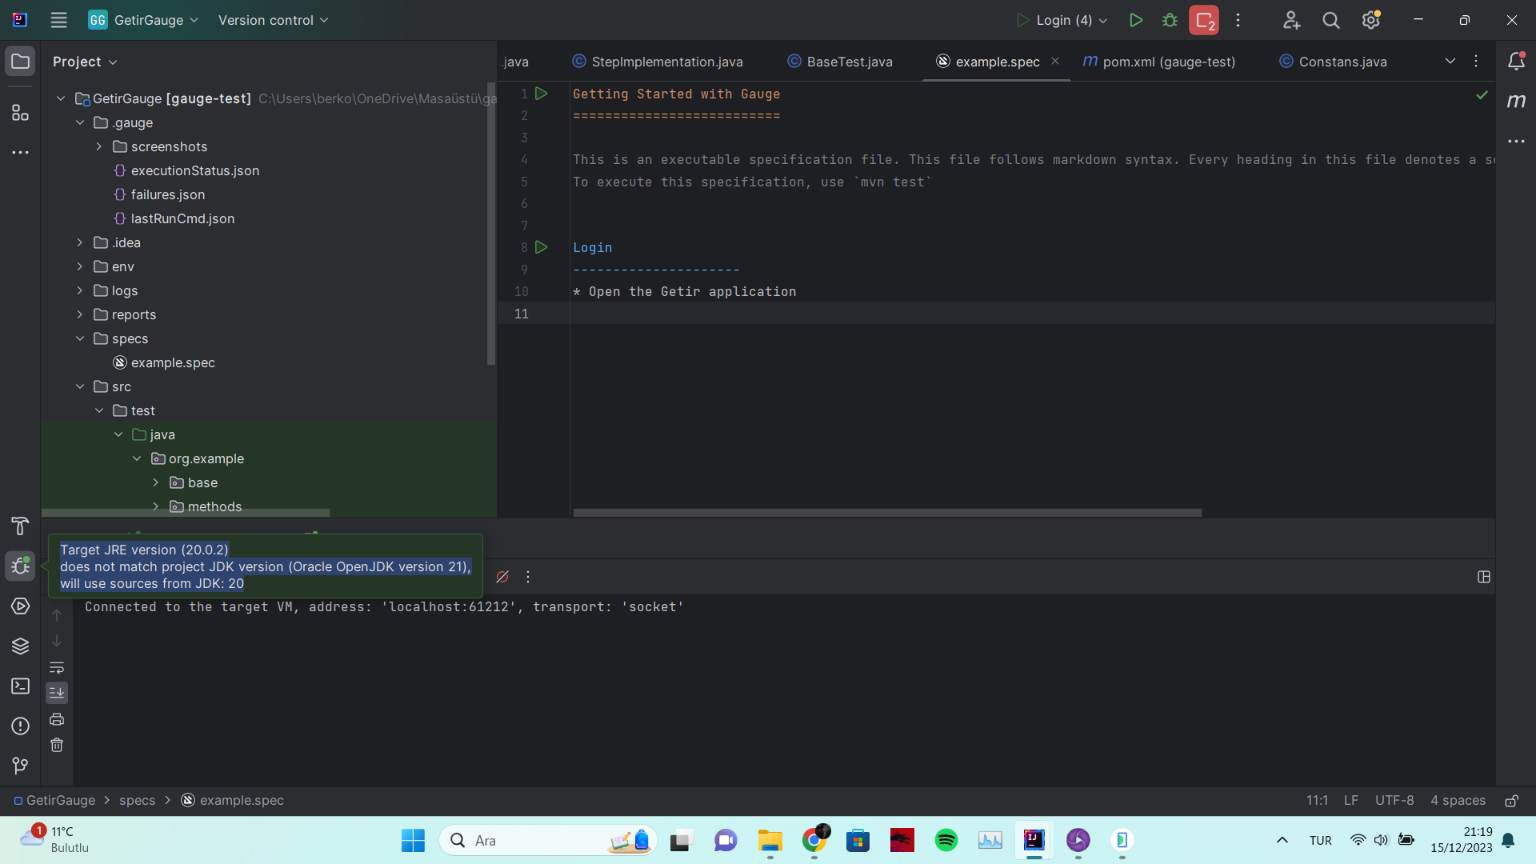 GG GetirGauge Version control Login (4) 2
Project
.java StepImplementation.java BaseTest.java example.spec pom.xml (gauge-test) Constans.java
GetirGauge [gauge-test] C:\Users\berko\OneDrive\Masaüstü\ga
.gauge
screenshots
executionStatus.json
failures.json
lastRunCmd.json
.idea
env
logs
reports
specs
example.spec
src
test
java
org.example
base
methods
1 Getting Started with Gauge
2 ==========================
3
4 This is an executable specification file. This file follows markdown syntax. Every heading in this file denotes a s
5 To execute this specification, use `mvn test`
6
7
8 Login
9 ---------------------
10 * Open the Getir application
11
Target JRE version (20.0.2)
does not match project JDK version (Oracle OpenJDK version 21),
will use sources from JDK: 20
Connected to the target VM, address: 'localhost:61212', transport: 'socket'
GetirGauge > specs > example.spec 11:1 LF UTF-8 4 spaces
1 11°C
Bulutlu
Ara
TUR
21:19
15/12/2023